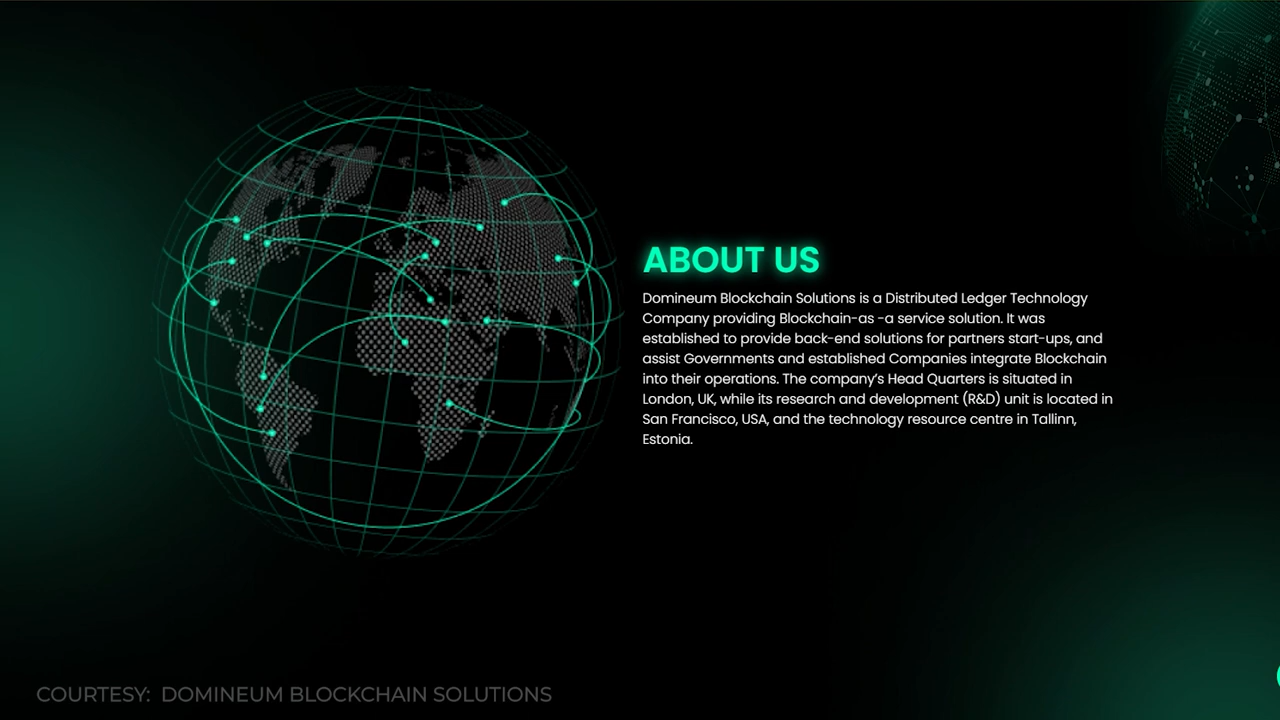 ABOUT US
Domineum Blockchain Solutions is a Distributed Ledger Technology
Company providing Blockchain-as -a service solution. It was
established to provide back-end solutions for partners start-ups, and
assist Governments and established Companies integrate Blockchain
into their operations. The company’s Head Quarters is situated in
London, UK, while its research and development (R&D) unit is located in
San Francisco, USA, and the technology resource centre in Tallinn,
Estonia.
COURTESY: DOMINEUM BLOCKCHAIN SOLUTIONS